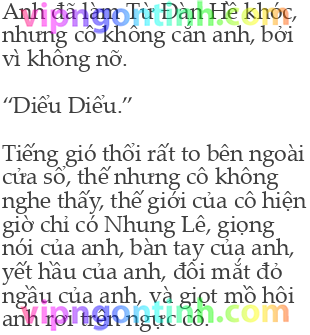 Anh đã làm Từ Đàn Hề khóc,
nhưng cô không cắn anh, bởi
vì không nỡ.
“Diểu Diểu.”
Tiếng gió thổi rất to bên ngoài
cửa sổ, thế nhưng cô không
nghe thấy, thế giới của cô hiện
giờ chỉ có Nhung Lê, giọng
nói của anh, bàn tay của anh,
yết hầu của anh, đôi mắt đỏ
ngầu của anh, và giọt mồ hôi
anh rơi trên ngực cô.
vipngontinh.com
vipngontinh.com